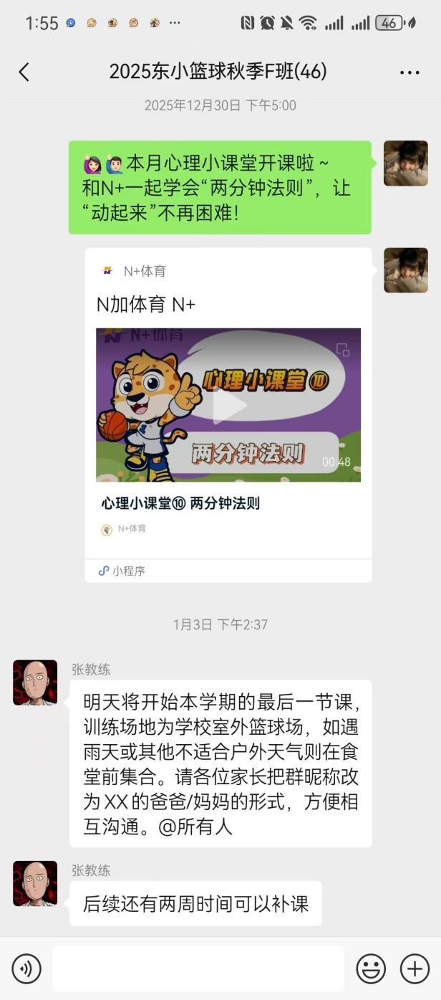 1:55
46
2025东小篮球秋季F班(46)
2025年12月30日 下午5:00
本月心理小课堂开课啦～
和N+一起学会“两分钟法则”，让
“动起来”不再困难！
N+体育
N加体育 N+
N+体育
心理小课堂⑩
两分钟法则
00:48
心理小课堂⑩ 两分钟法则
N+体育
小程序
1月3日 下午2:37
张教练
明天将开始本学期的最后一节课，
训练场地为学校室外篮球场，如遇
雨天或其他不适合户外天气则在食
堂前集合。请各位家长把群昵称改
为XX的爸爸/妈妈的形式，方便相
互沟通。@所有人
张教练
后续还有两周时间可以补课